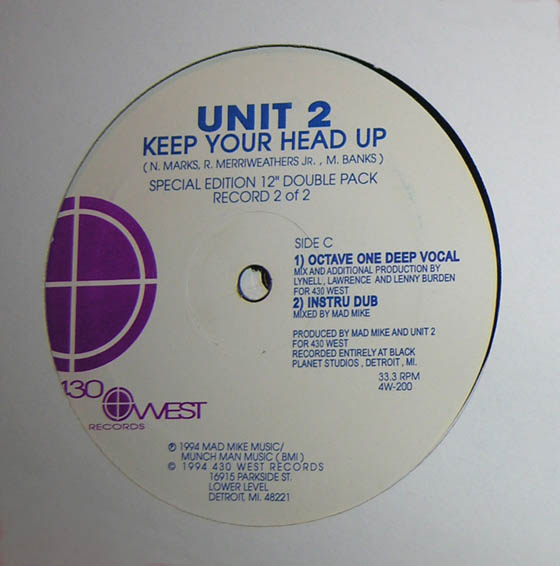 UNIT 2
KEEP YOUR HEAD UP
( N. MARKS, R. MERRIWEATHERS JR. , M. BANKS )
SPECIAL EDITION 12" DOUBLE PACK
RECORD 2 of 2
SIDE C
1) OCTAVE ONE DEEP VOCAL
MIX AND ADDITIONAL PRODUCTION BY
LYNELL, LAWRENCE AND LENNY BURDEN
FOR 430 WEST
2) INSTRU DUB
MIXED BY MAD MIKE
PRODUCED BY MAD MIKE AND UNIT 2
FOR 430 WEST
RECORDED ENTIRELY AT BLACK
PLANET STUDIOS , DETROIT , MI.
33.3 RPM
4W-200
430
WEST
RECORDS
℗ 1994 MAD MIKE MUSIC/
MUNCH MAN MUSIC ( BMI )
© 1994 430 WEST RECORDS
16915 PARKSIDE ST.
LOWER LEVEL
DETROIT, MI. 48221